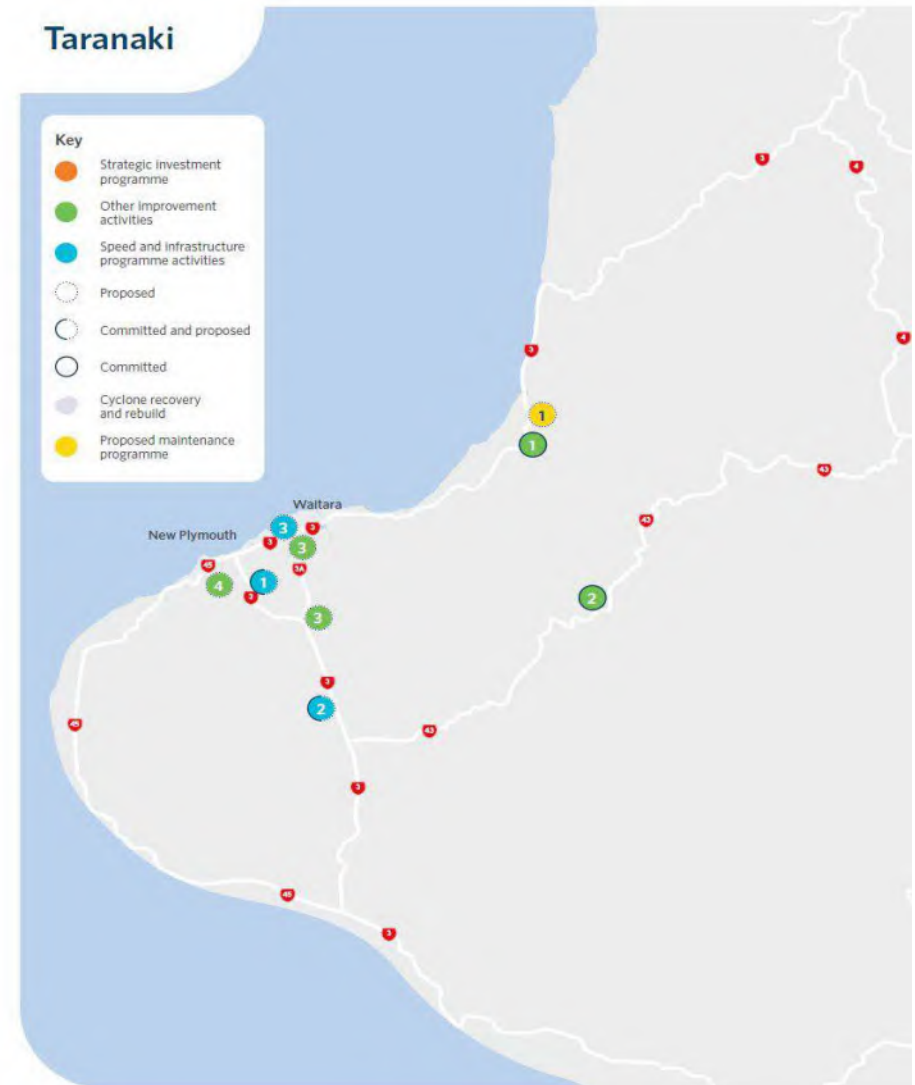 Taranaki
Key
Strategic investment
programme
Other improvement
activities
Speed and infrastructure
programme activities
Proposed
Committed and proposed
Committed
Cyclone recovery
and rebuild
Proposed maintenance
programme
3
4
4
3
1
1
43
43
Waitara
3
3
New Plymouth
3
3
45
3A
4
1
3
2
3
3
2
43
45
3
45
3